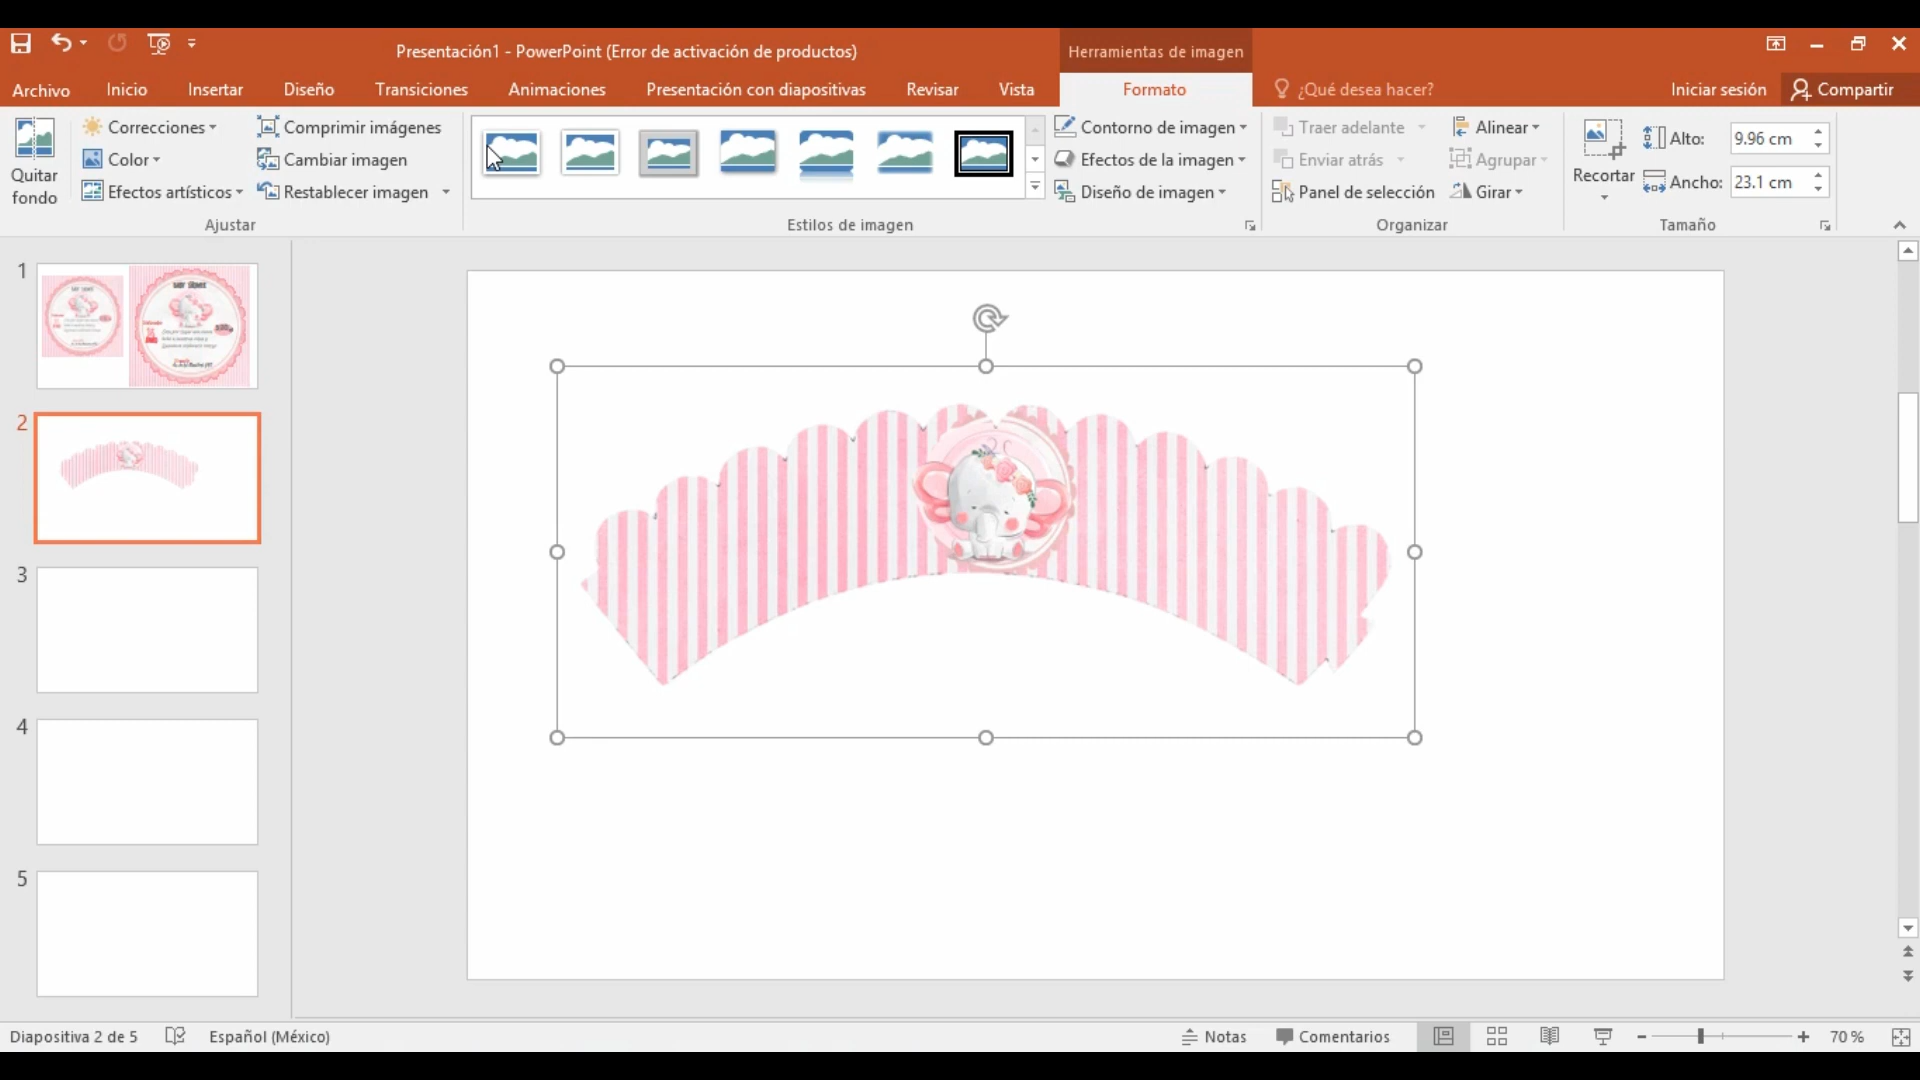 Presentación1 - PowerPoint (Error de activación de productos)
Herramientas de imagen
Archivo
Inicio
Insertar
Diseño
Transiciones
Animaciones
Presentación con diapositivas
Revisar
Vista
Formato
¿Qué desea hacer?
Iniciar sesión
Compartir
Quitar
fondo
Correcciones
Color
Efectos artísticos
Comprimir imágenes
Cambiar imagen
Restablecer imagen
Ajustar
Estilos de imagen
Contorno de imagen
Efectos de la imagen
Diseño de imagen
Traer adelante
Enviar atrás
Panel de selección
Alinear
Agrupar
Girar
Organizar
Recortar
Alto:
9.96 cm
Ancho:
23.1 cm
Tamaño
1
2
3
4
5
Diapositiva 2 de 5
Español (México)
Notas
Comentarios
70 %